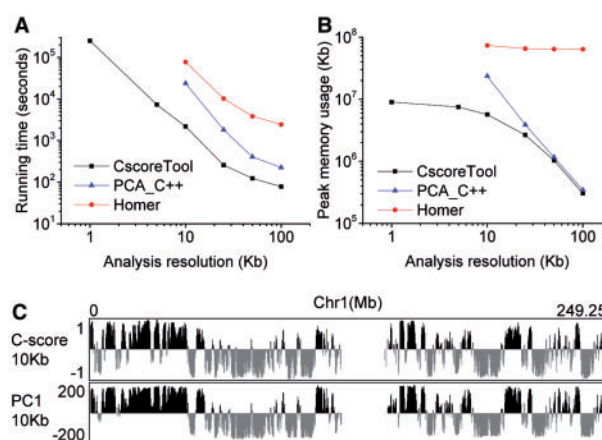 A
B
Running time (seconds)
10^5
10^4
10^3
10^2
10^1
CscoreTool
PCA_C++
Homer
1
10
100
Analysis resolution (Kb)
Peak memory usage (Kb)
10^8
10^7
10^6
10^5
CscoreTool
PCA_C++
Homer
1
10
100
Analysis resolution (Kb)
C
0
Chr1(Mb)
249.25
C-score
10Kb
1
-1
PC1
10Kb
200
-200